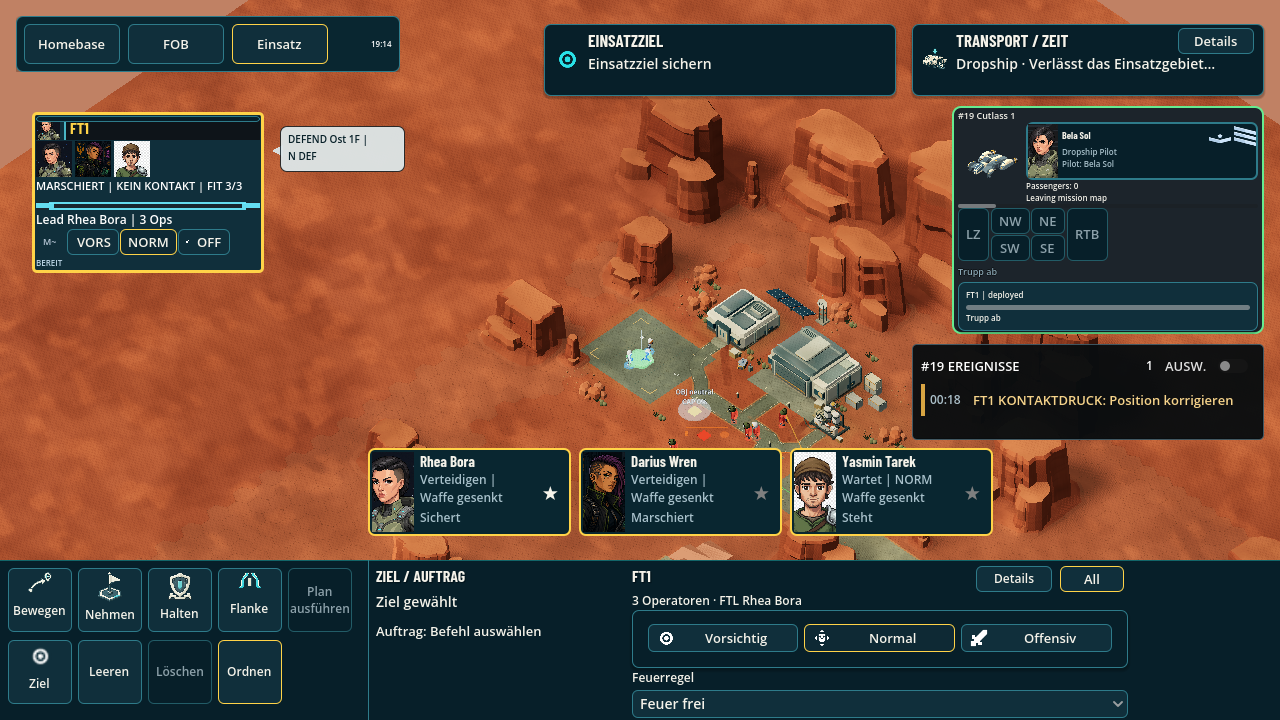 Homebase
FOB
Einsatz
19:14
EINSATZZIEL
Einsatzziel sichern
TRANSPORT / ZEIT
Details
Dropship · Verlässt das Einsatzgebiet...
FT1
MARSCHIERT | KEIN KONTAKT | FIT 3/3
Lead Rhea Bora | 3 Ops
M~
VORS
NORM
OFF
BEREIT
DEFEND Ost 1F |
N DEF
#19 Cutlass 1
Bela Sol
Dropship Pilot
Pilot: Bela Sol
Passengers: 0
Leaving mission map
LZ
NW
NE
SW
SE
RTB
Trupp ab
FT1 | deployed
Trupp ab
#19 EREIGNISSE
1
AUSW.
00:18
FT1 KONTAKTDRUCK: Position korrigieren
OBJ neutral
Rhea Bora
Verteidigen |
Waffe gesenkt
Sichert
Darius Wren
Verteidigen |
Waffe gesenkt
Marschiert
Yasmin Tarek
Wartet | NORM
Waffe gesenkt
Steht
Bewegen
Nehmen
Halten
Flanke
Plan
ausführen
Ziel
Leeren
Löschen
Ordnen
ZIEL / AUFTRAG
Ziel gewählt
Auftrag: Befehl auswählen
FT1
Details
All
3 Operatoren · FTL Rhea Bora
Vorsichtig
Normal
Offensiv
Feuerregel
Feuer frei